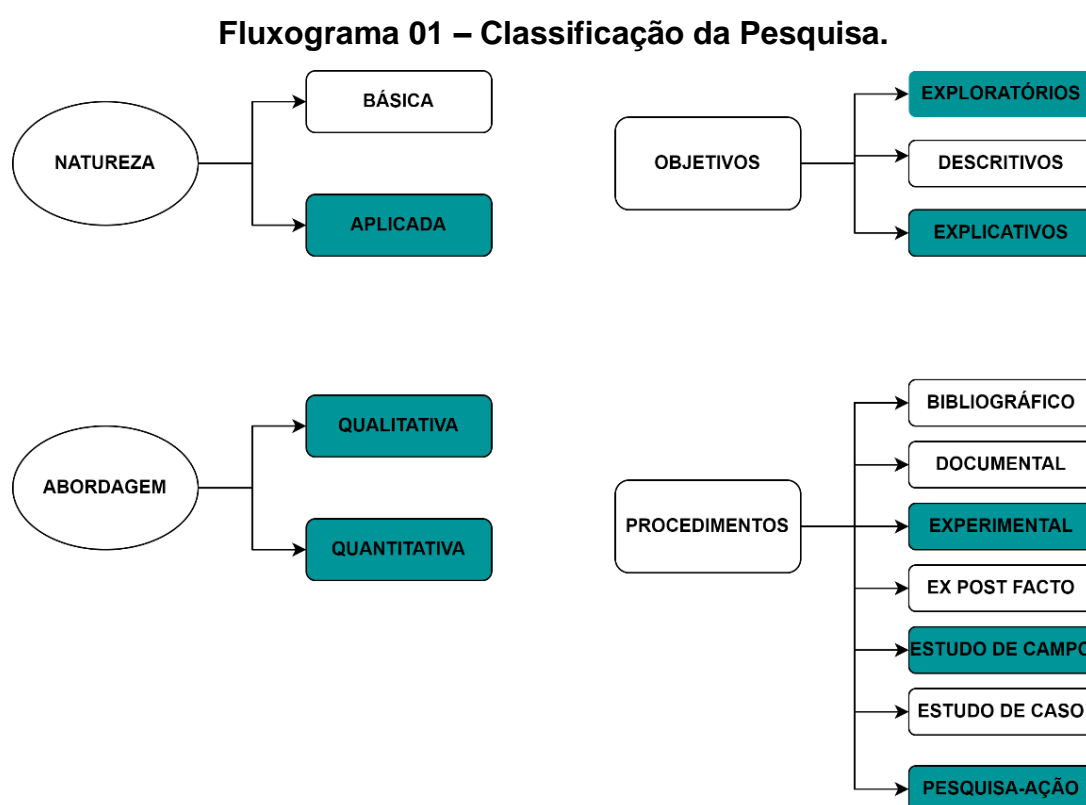 Fluxograma 01 – Classificação da Pesquisa.
NATUREZA
BÁSICA
APLICADA
OBJETIVOS
EXPLORATÓRIOS
DESCRITIVOS
EXPLICATIVOS
ABORDAGEM
QUALITATIVA
QUANTITATIVA
PROCEDIMENTOS
BIBLIOGRÁFICO
DOCUMENTAL
EXPERIMENTAL
EX POST FACTO
ESTUDO DE CAMPO
ESTUDO DE CASO
PESQUISA-AÇÃO